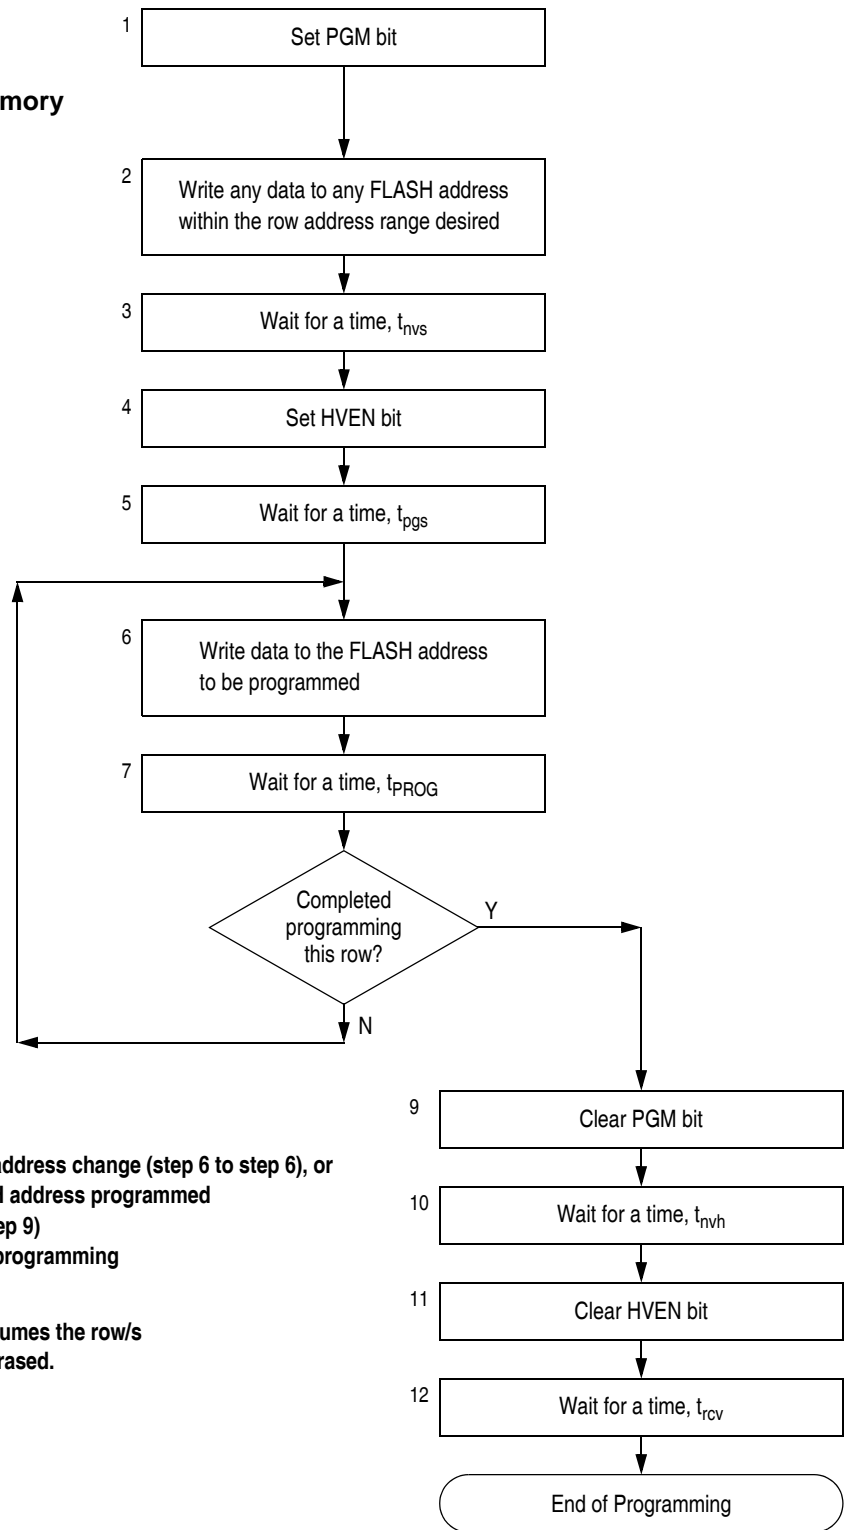 1
Set PGM bit
mory
2
Write any data to any FLASH address
within the row address range desired
3
Wait for a time, tnvs
4
Set HVEN bit
5
Wait for a time, tpgs
6
Write data to the FLASH address
to be programmed
7
Wait for a time, tPROG
Completed
programming
this row?
Y
N
9
Clear PGM bit
address change (step 6 to step 6), or
address programmed
ep 9)
programming
10
Wait for a time, tnvh
11
Clear HVEN bit
umes the row/s
rased.
12
Wait for a time, trcv
End of Programming